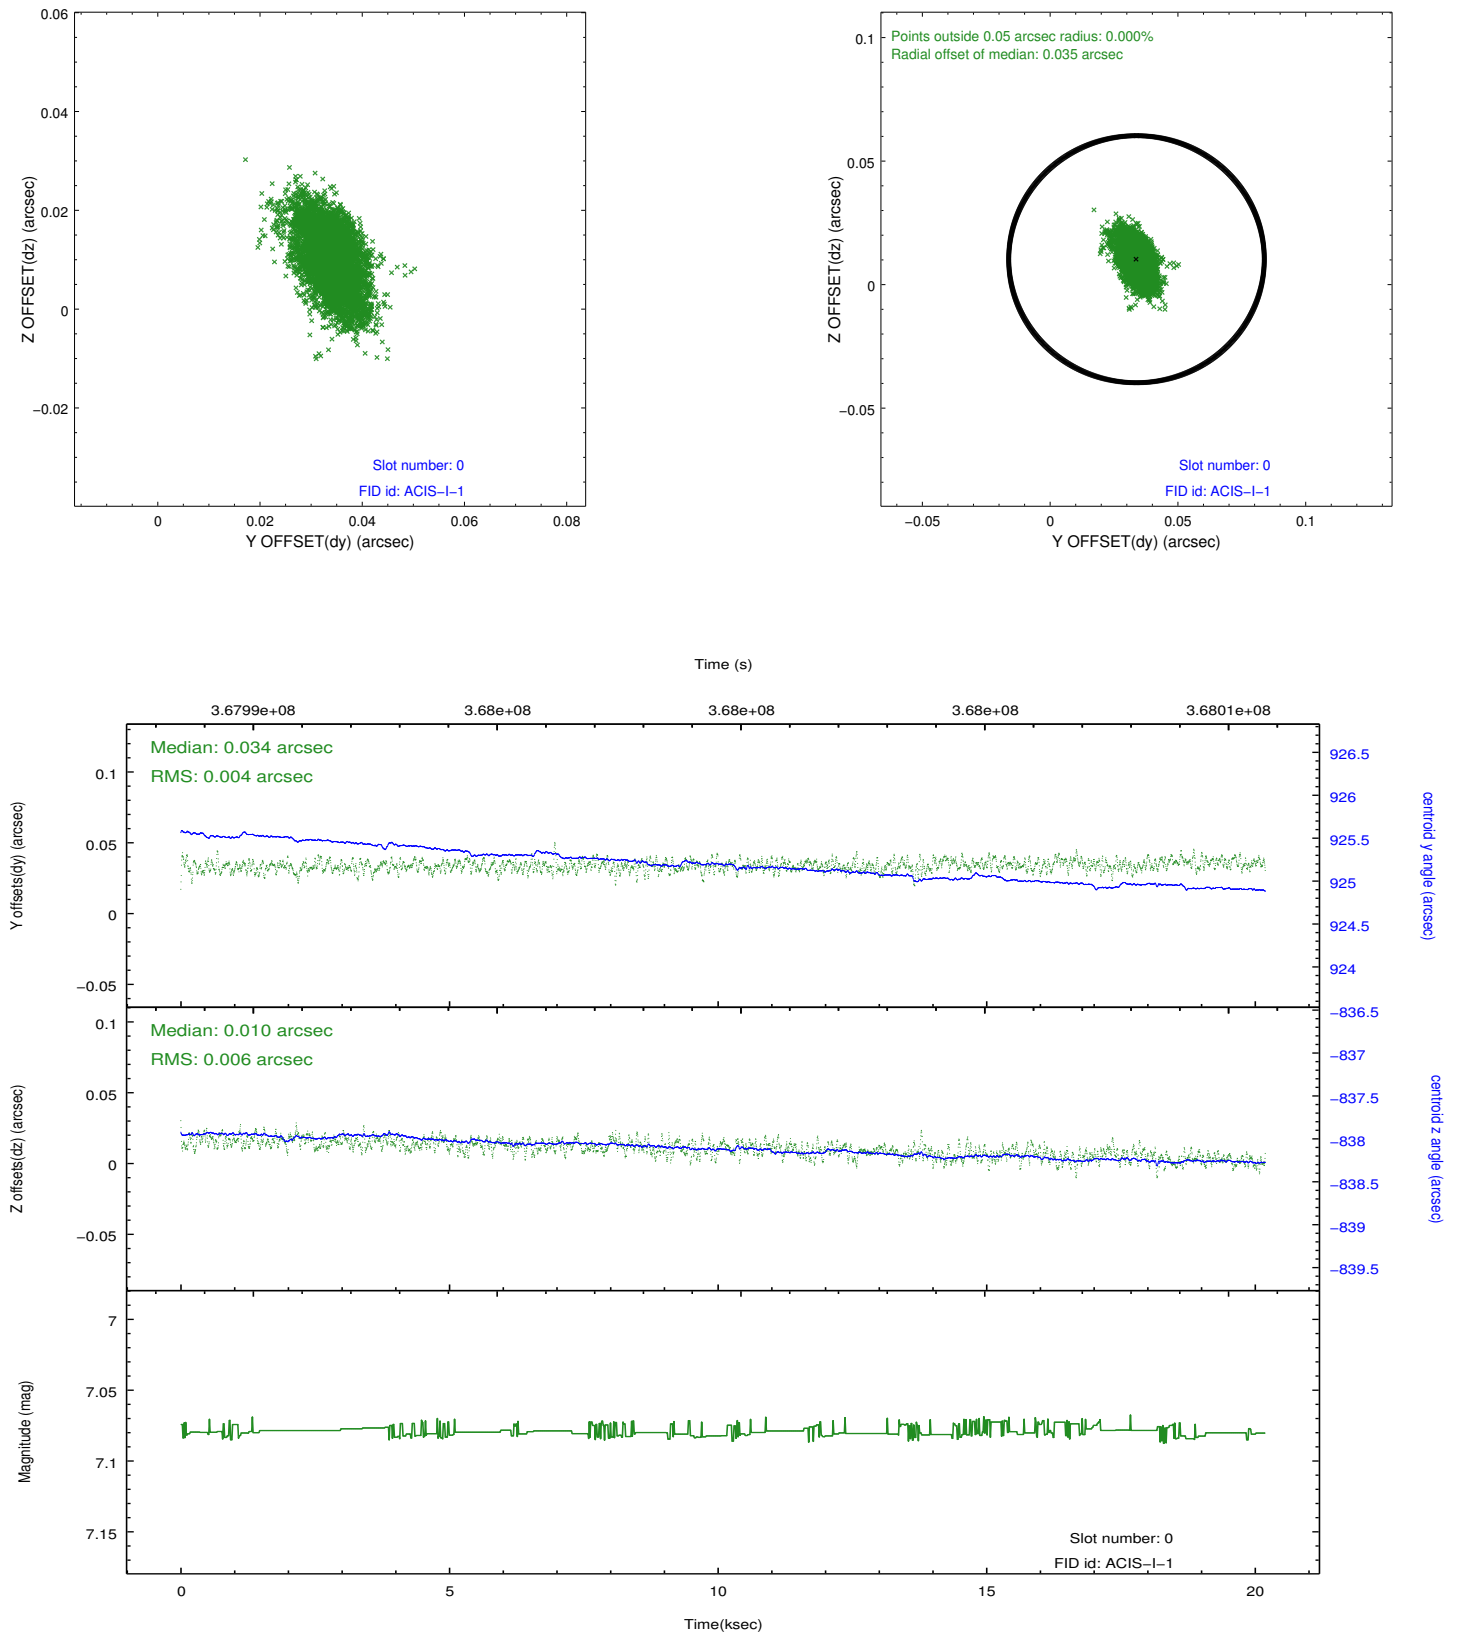 0.06
0.04
0.02
0
−0.02
Z OFFSET(dz) (arcsec)
Slot number: 0
FID id: ACIS−I−1
0 0.02 0.04 0.06 0.08
Y OFFSET(dy) (arcsec)
Points outside 0.05 arcsec radius: 0.000%
Radial offset of median: 0.035 arcsec
0.1
0.05
0
−0.05
Z OFFSET(dz) (arcsec)
Slot number: 0
FID id: ACIS−I−1
−0.05 0 0.05 0.1
Y OFFSET(dy) (arcsec)
Time (s)
3.6799e+08 3.68e+08 3.68e+08 3.68e+08 3.6801e+08
Median: 0.034 arcsec
RMS: 0.004 arcsec
0.1
0.05
0
−0.05
Y offsets(dy) (arcsec)
926.5
926
925.5
925
924.5
924
centroid y angle (arcsec)
Median: 0.010 arcsec
RMS: 0.006 arcsec
0.1
0.05
0
−0.05
Z offsets(dz) (arcsec)
−836.5
−837
−837.5
−838
−838.5
−839
−839.5
centroid z angle (arcsec)
7
7.05
7.1
7.15
Magnitude (mag)
Slot number: 0
FID id: ACIS−I−1
0 5 10 15 20
Time(ksec)